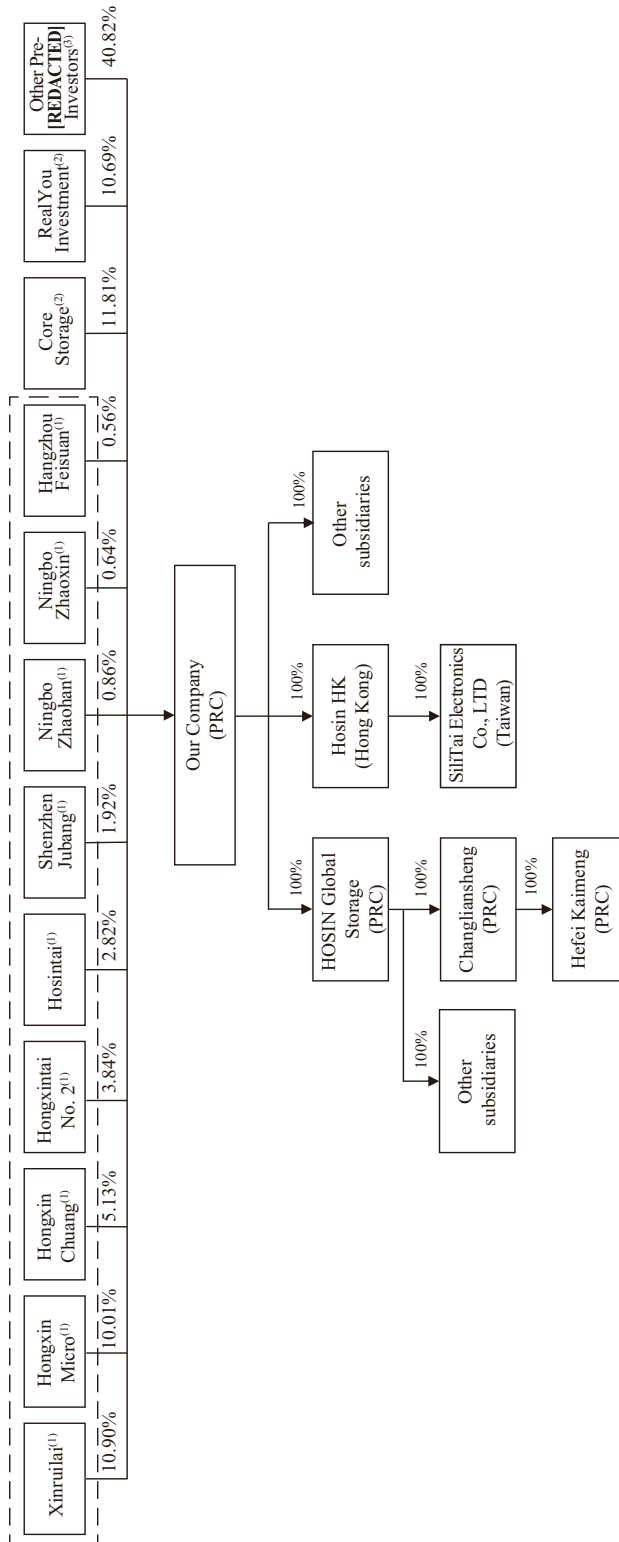 Xinruilai(1)
10.90%
Hongxin
Micro(1)
10.01%
Hongxin
Chuang(1)
5.13%
Hongxintai
No. 2(1)
3.84%
Hosintai(1)
2.82%
Shenzhen
Jubang(1)
1.92%
Ningbo
Zhaohan(1)
0.86%
Ningbo
Zhaoxin(1)
0.64%
Hangzhou
Feisuan(1)
0.56%
Core
Storage(2)
11.81%
RealYou
Investment(2)
10.69%
Other Pre-
[REDACTED]
Investors(3)
40.82%
Our Company
(PRC)
100%
HOSIN Global
Storage
(PRC)
100%
Hosin HK
(Hong Kong)
100%
Other
subsidiaries
100%
Other
subsidiaries
100%
Changliansheng
(PRC)
100%
SiliTai Electronics
Co., LTD
(Taiwan)
100%
Hefei Kaimeng
(PRC)